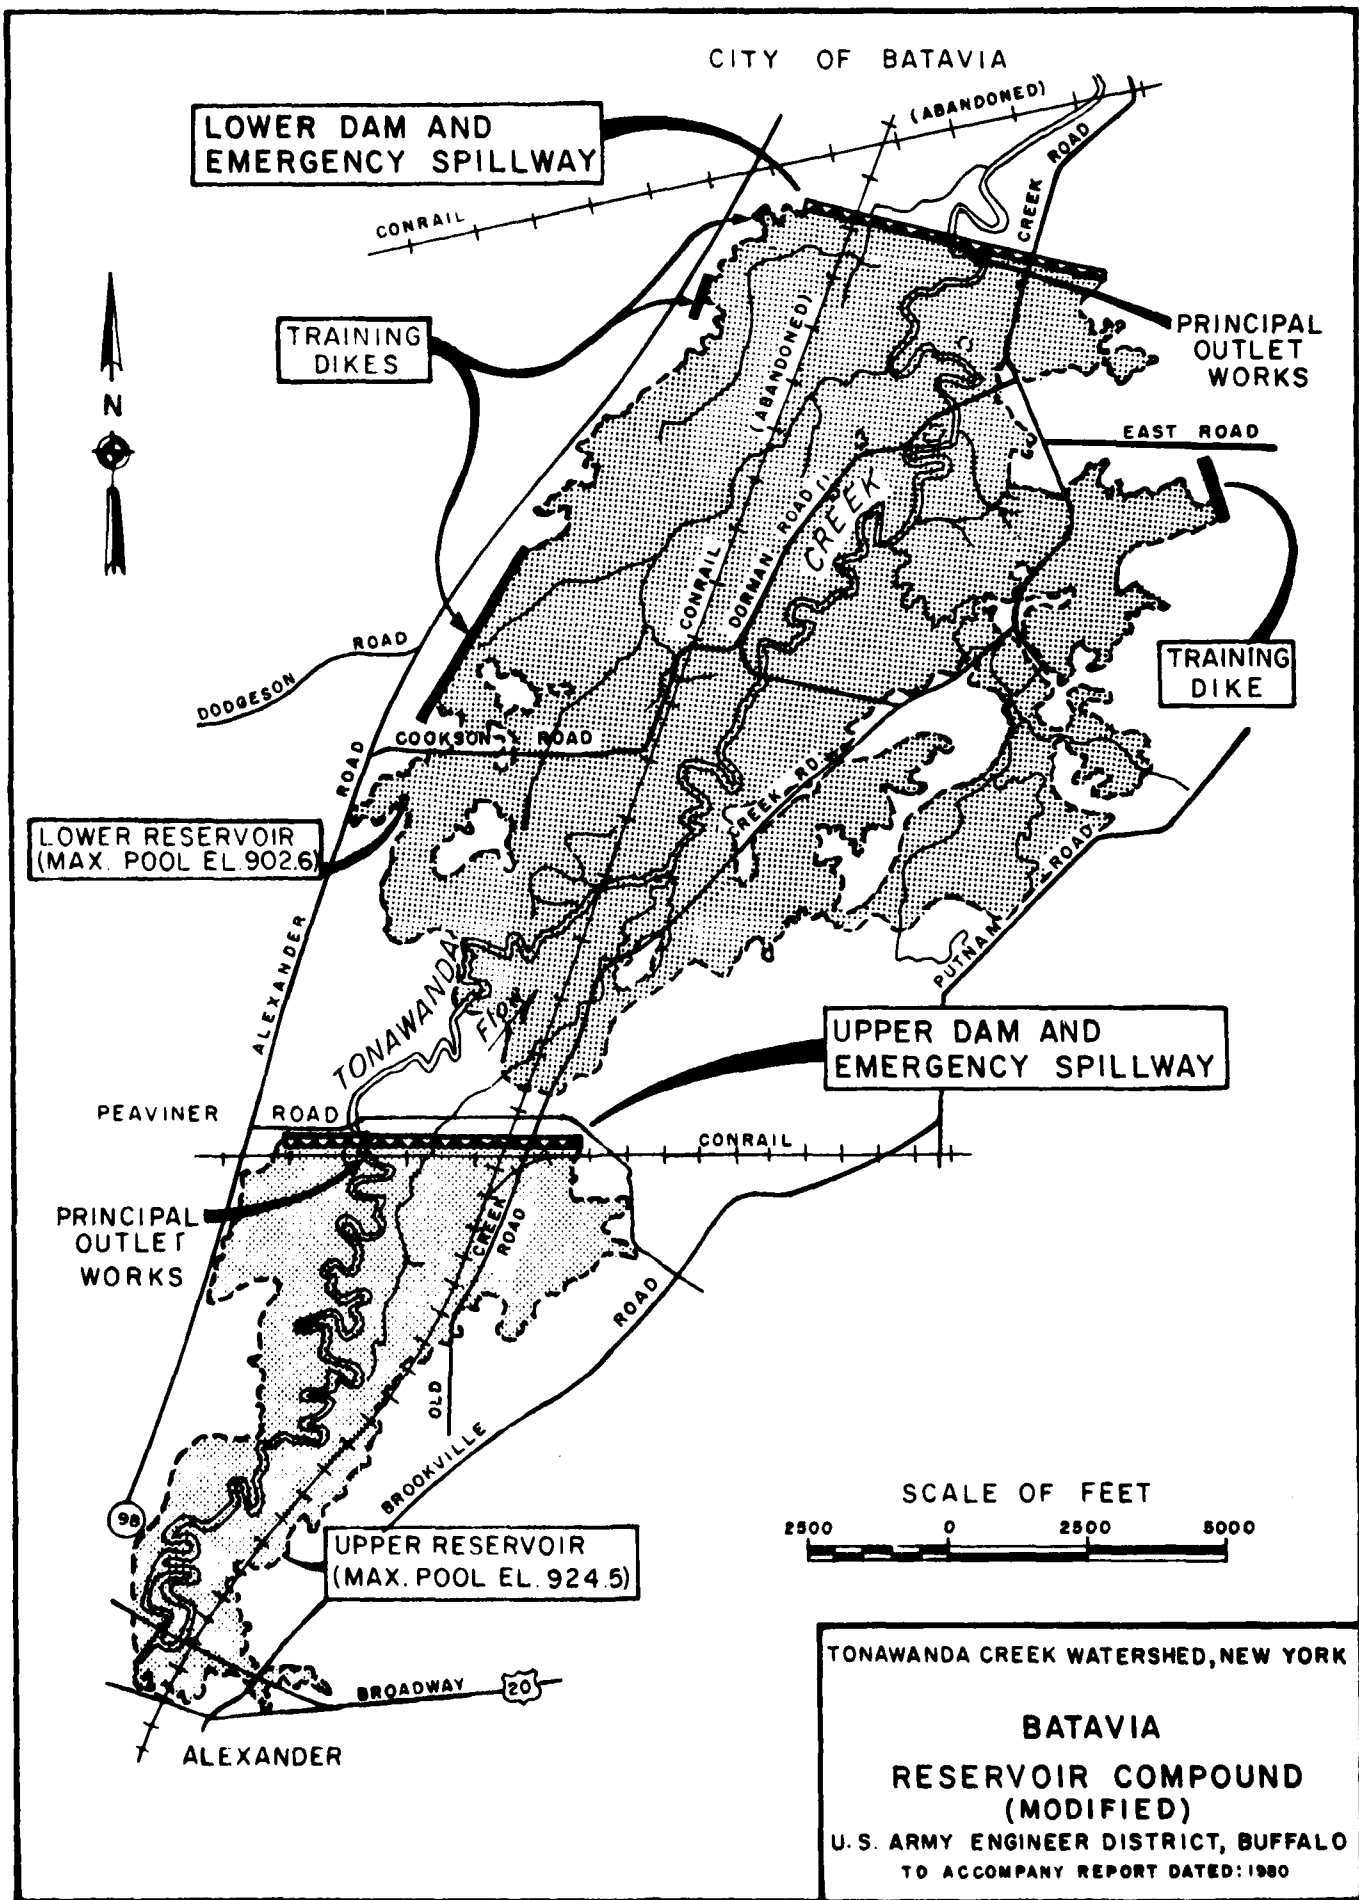 CITY OF BATAVIA
(ABANDONED)
LOWER DAM AND
EMERGENCY SPILLWAY
CONRAIL
CREEK ROAD
TRAINING
DIKES
(ABANDONED)
PRINCIPAL
OUTLET
WORKS
N
EAST ROAD
CREEK
DORMAN ROAD
CONRAIL
ROAD
DODGESON
TRAINING
DIKE
COOKSON ROAD
ROAD
CREEK RD
LOWER RESERVOIR
(MAX. POOL EL. 902.6)
ROAD
PUTNAM
ALEXANDER
TONAWANDA
Flow
UPPER DAM AND
EMERGENCY SPILLWAY
PEAVINER ROAD
CONRAIL
PRINCIPAL
OUTLET
WORKS
CREEK
ROAD
ROAD
OLD
BROOKVILLE
98
SCALE OF FEET
2500 0 2500 5000
UPPER RESERVOIR
(MAX. POOL EL. 924.5)
BROADWAY 20
ALEXANDER
TONAWANDA CREEK WATERSHED, NEW YORK
BATAVIA
RESERVOIR COMPOUND
(MODIFIED)
U.S. ARMY ENGINEER DISTRICT, BUFFALO
TO ACCOMPANY REPORT DATED: 1980